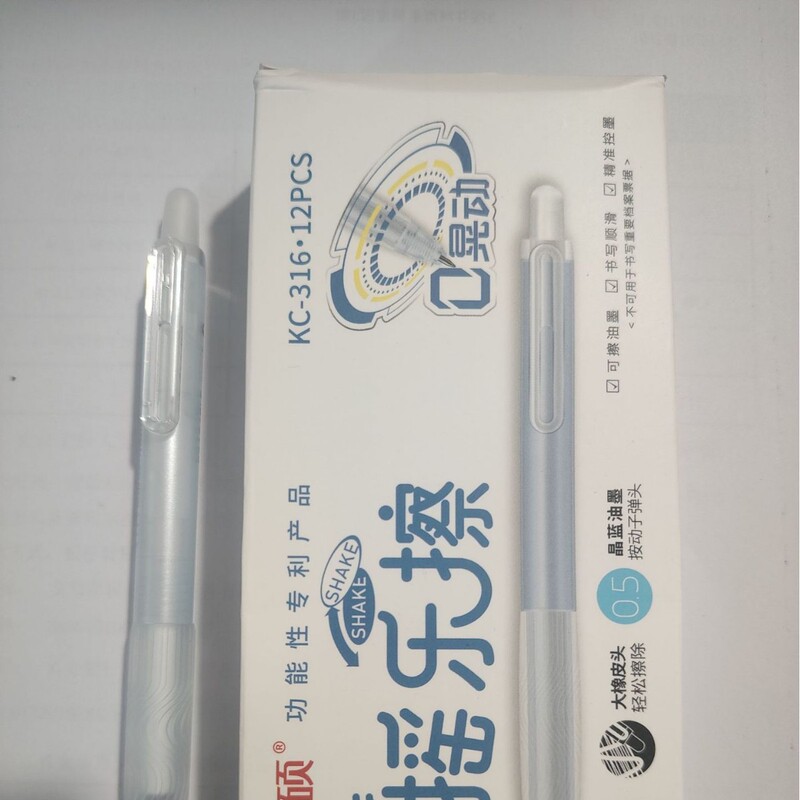 KC-316•12PCS
0晃动
功能性专利产品
SHAKE
SHAKE
摇乐擦
硕®
可擦油墨 书写顺滑 精准控墨
<不可用于书写重要档案票据>
0.5
晶蓝油墨
按动子弹头
大橡皮头
轻松擦除